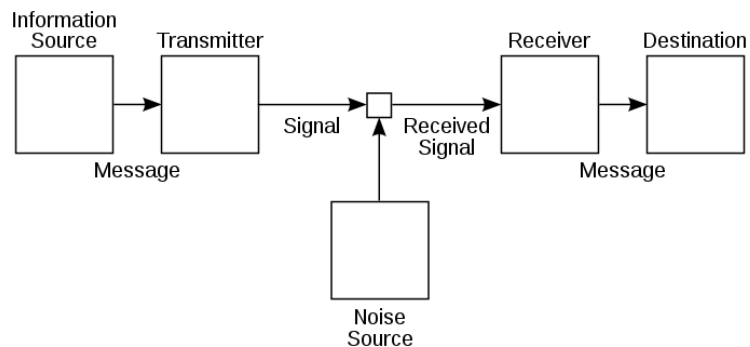 Information
Source
Transmitter
Receiver
Destination
Signal
Received
Signal
Message
Message
Noise
Source